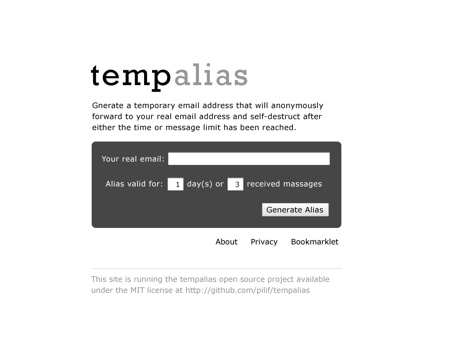 tempalias
Gnerate a temporary email address that will anonymously
forward to your real email address and self-destruct after
either the time or message limit has been reached.
Your real email:
Alias valid for: 1 day(s) or 3 received massages
Generate Alias
About Privacy Bookmarklet
This site is running the tempalias open source project available
under the MIT license at http://github.com/pilif/tempalias